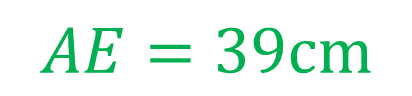 AE = 39cm